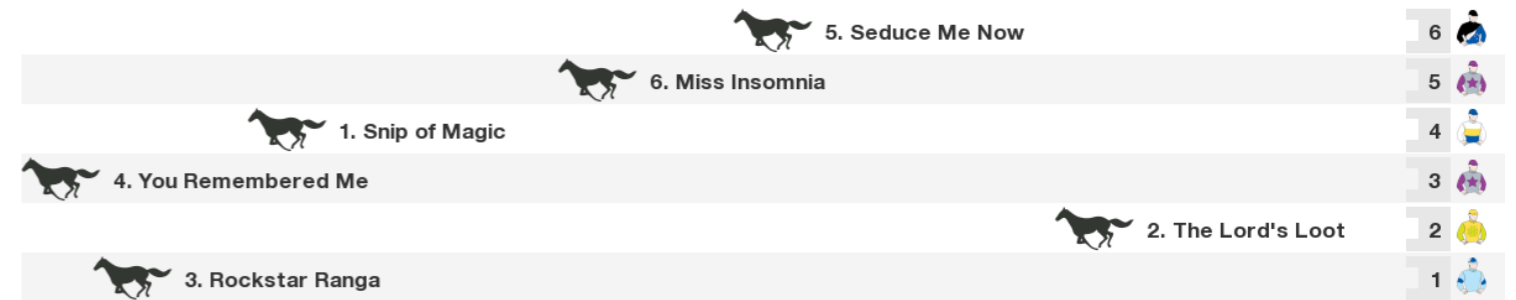 5. Seduce Me Now 6
6. Miss Insomnia 5
1. Snip of Magic 4
4. You Remembered Me 3
2. The Lord's Loot 2
3. Rockstar Ranga 1